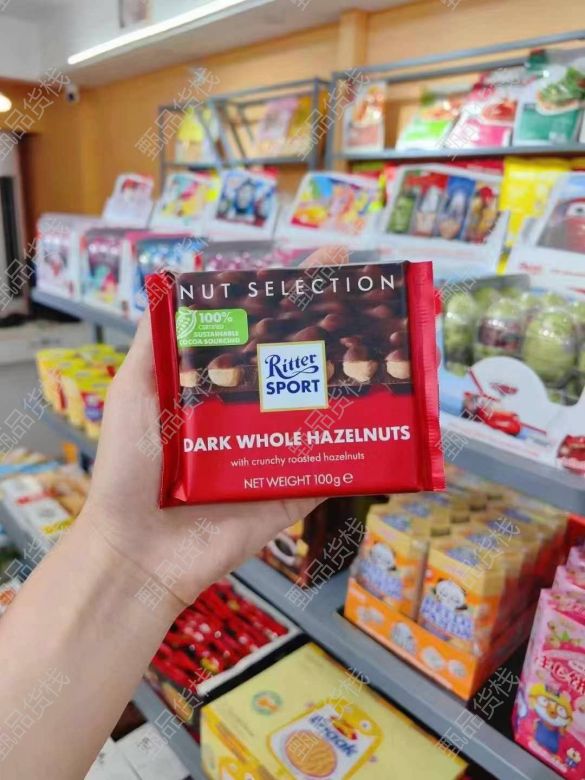 NUT SELECTION
100%
CERTIFIED
SUSTAINABLE
COCOA SOURCING
Ritter
SPORT
DARK WHOLE HAZELNUTS
with crunchy roasted hazelnuts
NET WEIGHT 100g e
甄品货栈